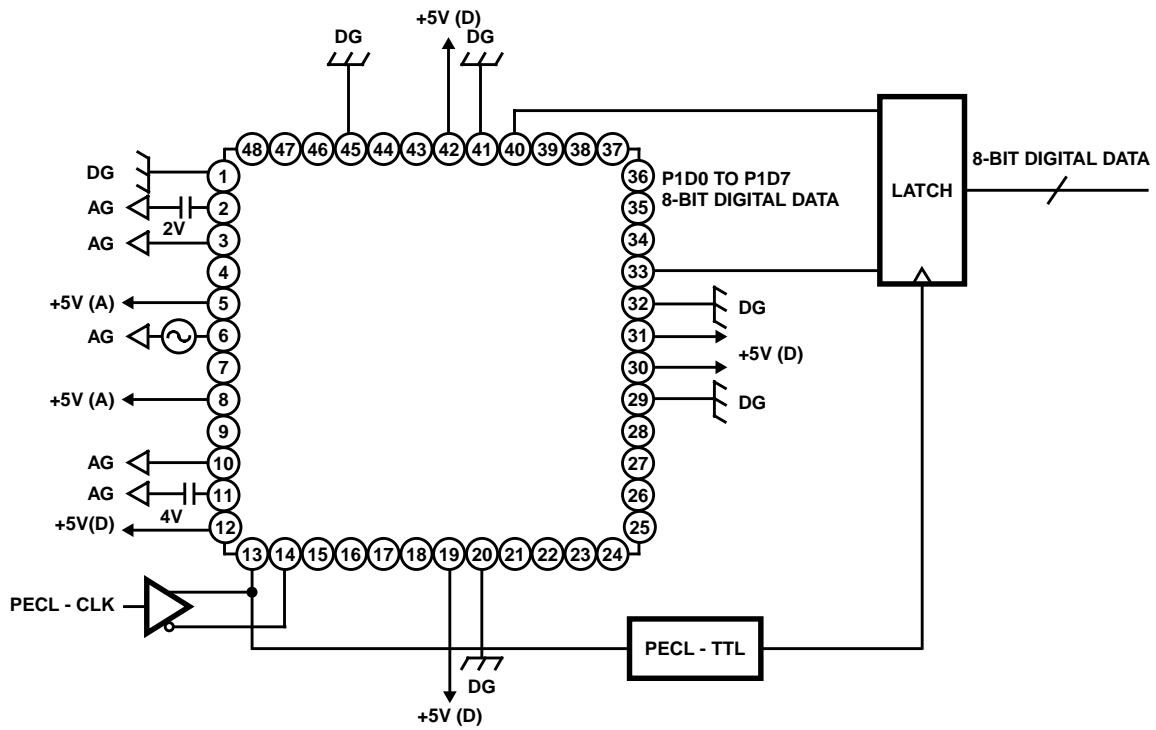 +5V (D)
DG
DG
48 47 46 45 44 43 42 41 40 39 38 37
DG
1
AG
2
2V
AG
3
4
+5V (A)
5
AG
6
7
+5V (A)
8
9
AG
10
AG
11
4V
+5V(D)
12
36
P1D0 TO P1D7
8-BIT DIGITAL DATA
35
34
33
32
DG
31
+5V (D)
30
29
DG
28
27
26
25
LATCH
8-BIT DIGITAL DATA
13 14 15 16 17 18 19 20 21 22 23 24
PECL - CLK
PECL - TTL
DG
+5V (D)